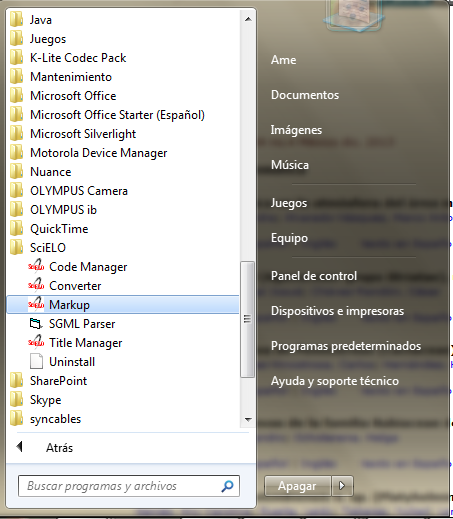 Java
Juegos
K-Lite Codec Pack
Mantenimiento
Microsoft Office
Microsoft Office Starter (Español)
Microsoft Silverlight
Motorola Device Manager
Nuance
OLYMPUS Camera
OLYMPUS ib
QuickTime
SciELO
Code Manager
Converter
Markup
SGML Parser
Title Manager
Uninstall
SharePoint
Skype
syncables
Atrás
Buscar programas y archivos
Ame
Documentos
Imágenes
Música
Juegos
Equipo
Panel de control
Dispositivos e impresoras
Programas predeterminados
Ayuda y soporte técnico
Apagar